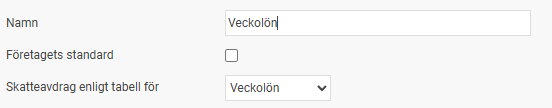 Namn Veckolön
Företagets standard
Skatteavdrag enligt tabell för Veckolön